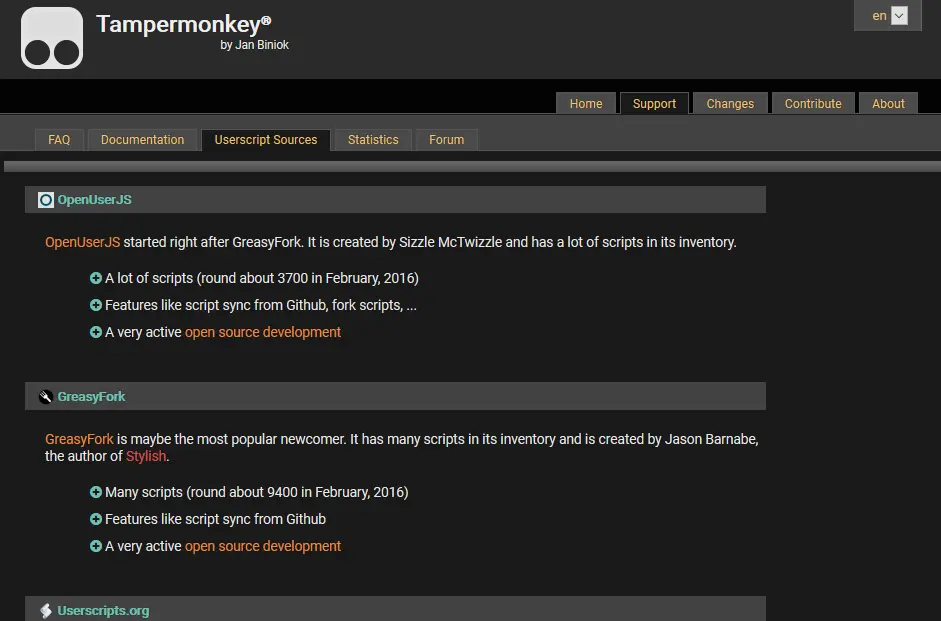 Tampermonkey®
by Jan Biniok
en
Home
Support
Changes
Contribute
About
FAQ
Documentation
Userscript Sources
Statistics
Forum
OpenUserJS
OpenUserJS started right after GreasyFork. It is created by Sizzle McTwizzle and has a lot of scripts in its inventory.
A lot of scripts (round about 3700 in February, 2016)
Features like script sync from Github, fork scripts, ...
A very active open source development
GreasyFork
GreasyFork is maybe the most popular newcomer. It has many scripts in its inventory and is created by Jason Barnabe,
the author of Stylish.
Many scripts (round about 9400 in February, 2016)
Features like script sync from Github
A very active open source development
Userscripts.org